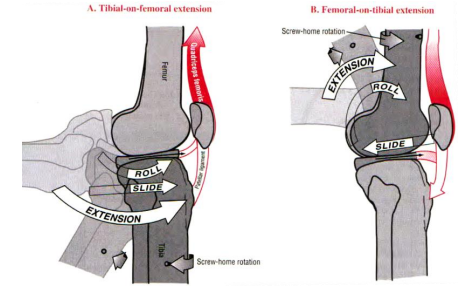 A. Tibial-on-femoral extension
B. Femoral-on-tibial extension
Quadriceps femoris
Femur
Patellar ligament
ROLL
SLIDE
EXTENSION
Tibia
Screw-home rotation
Screw-home rotation
EXTENSION
ROLL
SLIDE